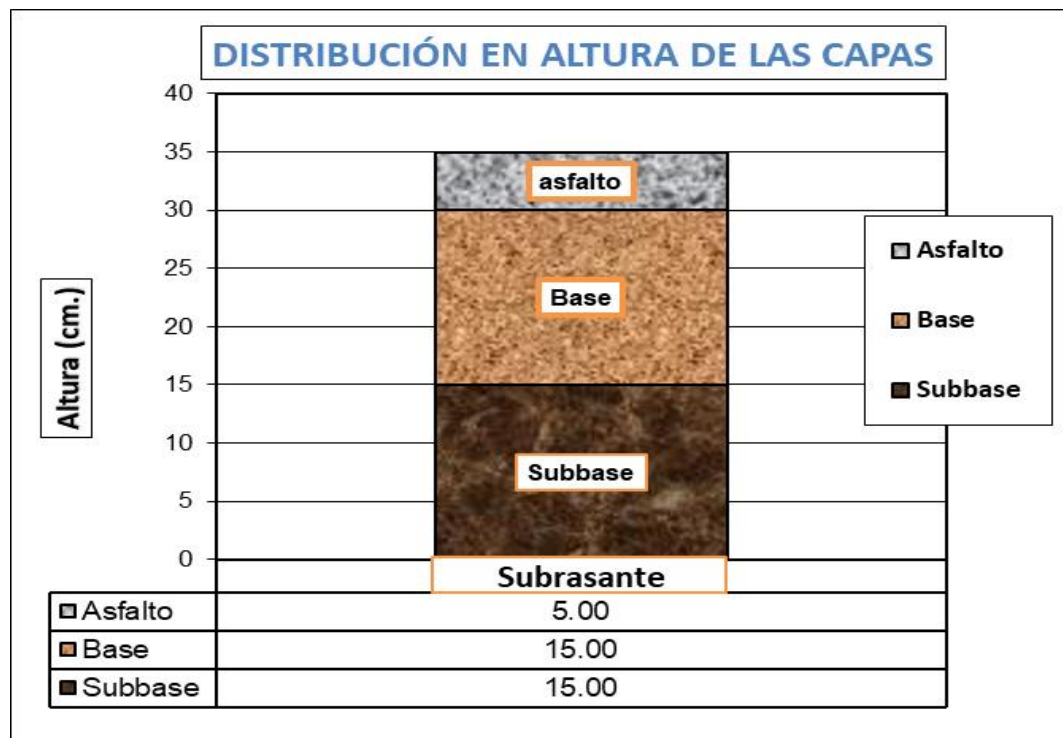 DISTRIBUCIÓN EN ALTURA DE LAS CAPAS
Altura (cm.)
40
35
30
25
20
15
10
5
0
asfalto
Base
Subbase
Subrasante
Asfalto
Base
Subbase
Asfalto 5.00
Base 15.00
Subbase 15.00